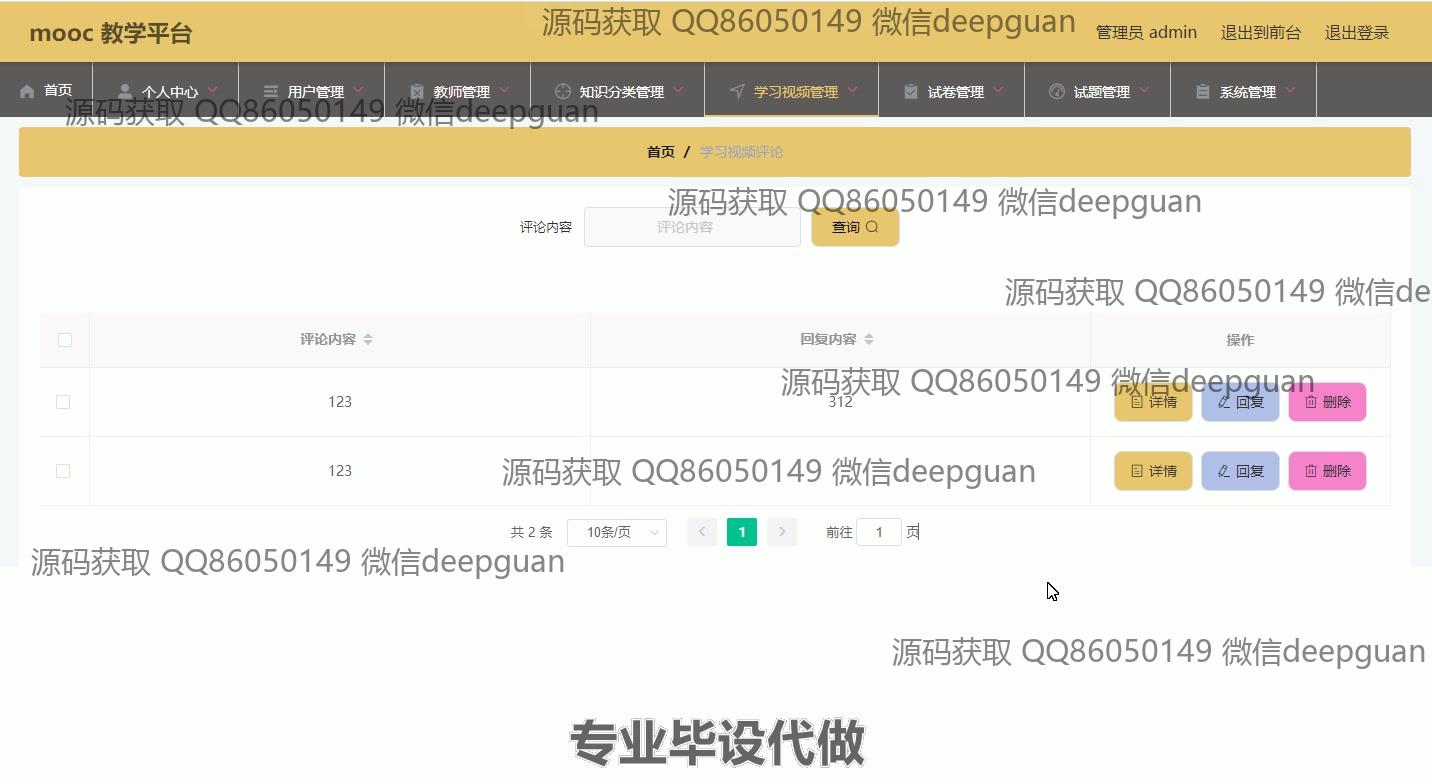 mooc 教学平台
源码获取 QQ86050149 微信deepguan
管理员 admin
退出到前台
退出登录
首页
个人中心
用户管理
教师管理
知识分类管理
学习视频管理
试卷管理
试题管理
系统管理
源码获取 QQ86050149 微信deepguan
首页 / 学习视频评论
源码获取 QQ86050149 微信deepguan
评论内容
评论内容
查询
源码获取 QQ86050149 微信de
评论内容
回复内容
操作
源码获取 QQ86050149 微信deepguan
123
312
详情
回复
删除
123
源码获取 QQ86050149 微信deepguan
详情
回复
删除
共 2 条
10条/页
1
前往 1 页
源码获取 QQ86050149 微信deepguan
源码获取 QQ86050149 微信deepguan
专业毕设代做